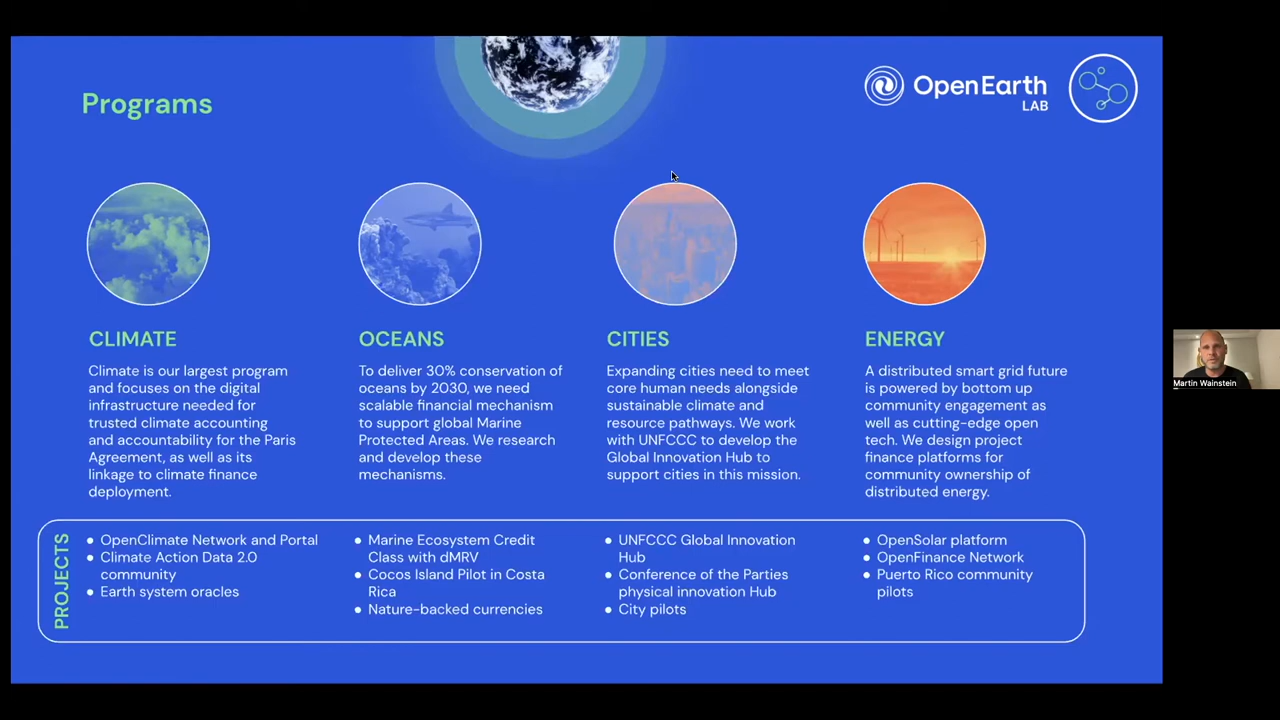 Programs
OpenEarth
LAB
CLIMATE
Climate is our largest program
and focuses on the digital
infrastructure needed for
trusted climate accounting
and accountability for the Paris
Agreement, as well as its
linkage to climate finance
deployment.
OCEANS
To deliver 30% conservation of
oceans by 2030, we need
scalable financial mechanism
to support global Marine
Protected Areas. We research
and develop these
mechanisms.
CITIES
Expanding cities need to meet
core human needs alongside
sustainable climate and
resource pathways. We work
with UNFCCC to develop the
Global Innovation Hub to
support cities in this mission.
ENERGY
A distributed smart grid future
is powered by bottom up
community engagement as
well as cutting-edge open
tech. We design project
finance platforms for
community ownership of
distributed energy.
PROJECTS
● OpenClimate Network and Portal
● Climate Action Data 2.0
community
● Earth system oracles
● Marine Ecosystem Credit
Class with dMRV
● Cocos Island Pilot in Costa
Rica
● Nature-backed currencies
● UNFCCC Global Innovation
Hub
● Conference of the Parties
physical innovation Hub
● City pilots
● OpenSolar platform
● OpenFinance Network
● Puerto Rico community
pilots
Martin Wainstein